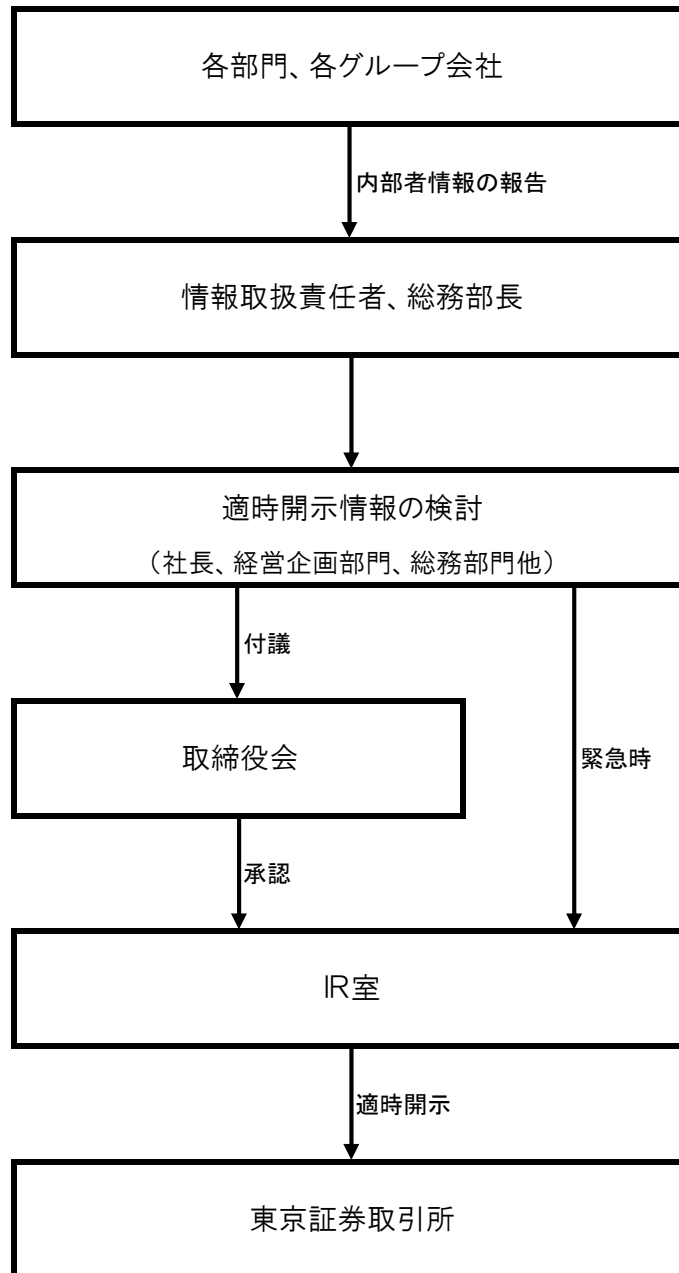 各部門、各グループ会社
内部者情報の報告
情報取扱責任者、総務部長
適時開示情報の検討
（社長、経営企画部門、総務部門他）
付議
取締役会
緊急時
承認
IR室
適時開示
東京証券取引所